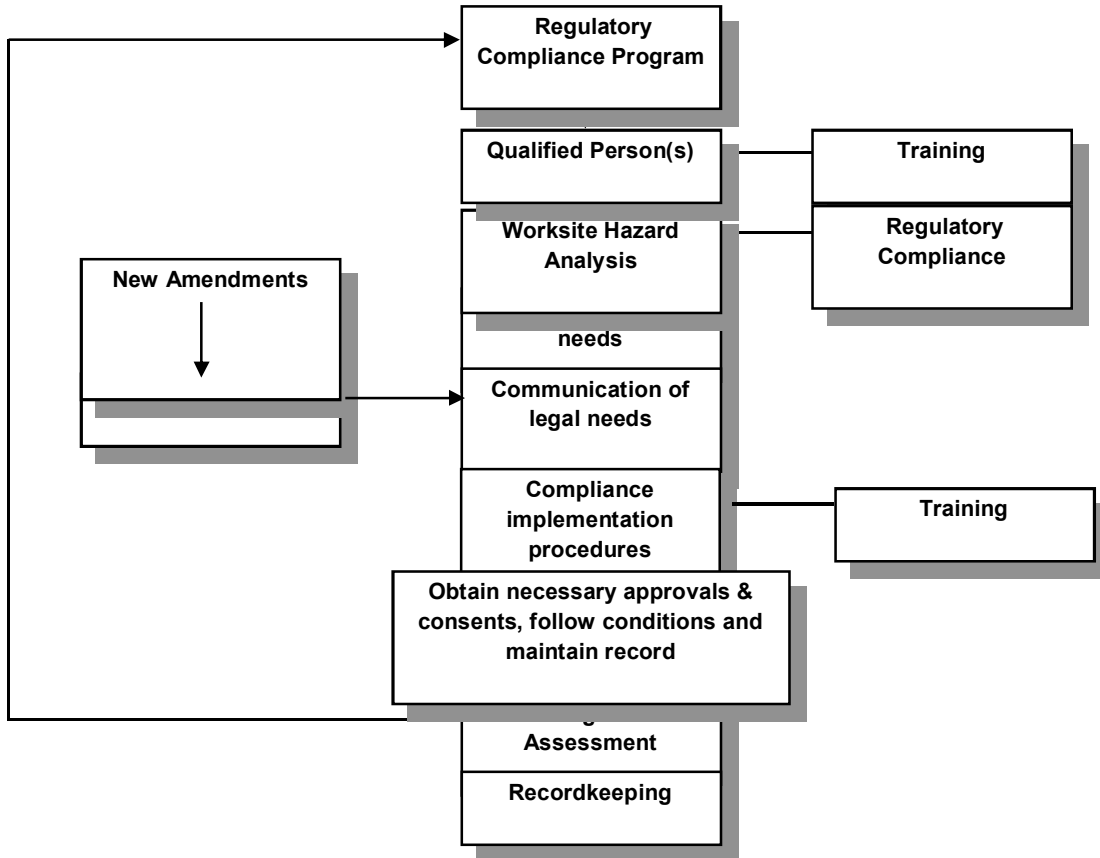 Regulatory
Compliance Program
Qualified Person(s)
Training
Worksite Hazard
Analysis
Regulatory
Compliance
New Amendments
needs
Communication of
legal needs
Compliance
implementation
procedures
Training
Obtain necessary approvals &
consents, follow conditions and
maintain record
Assessment
Recordkeeping